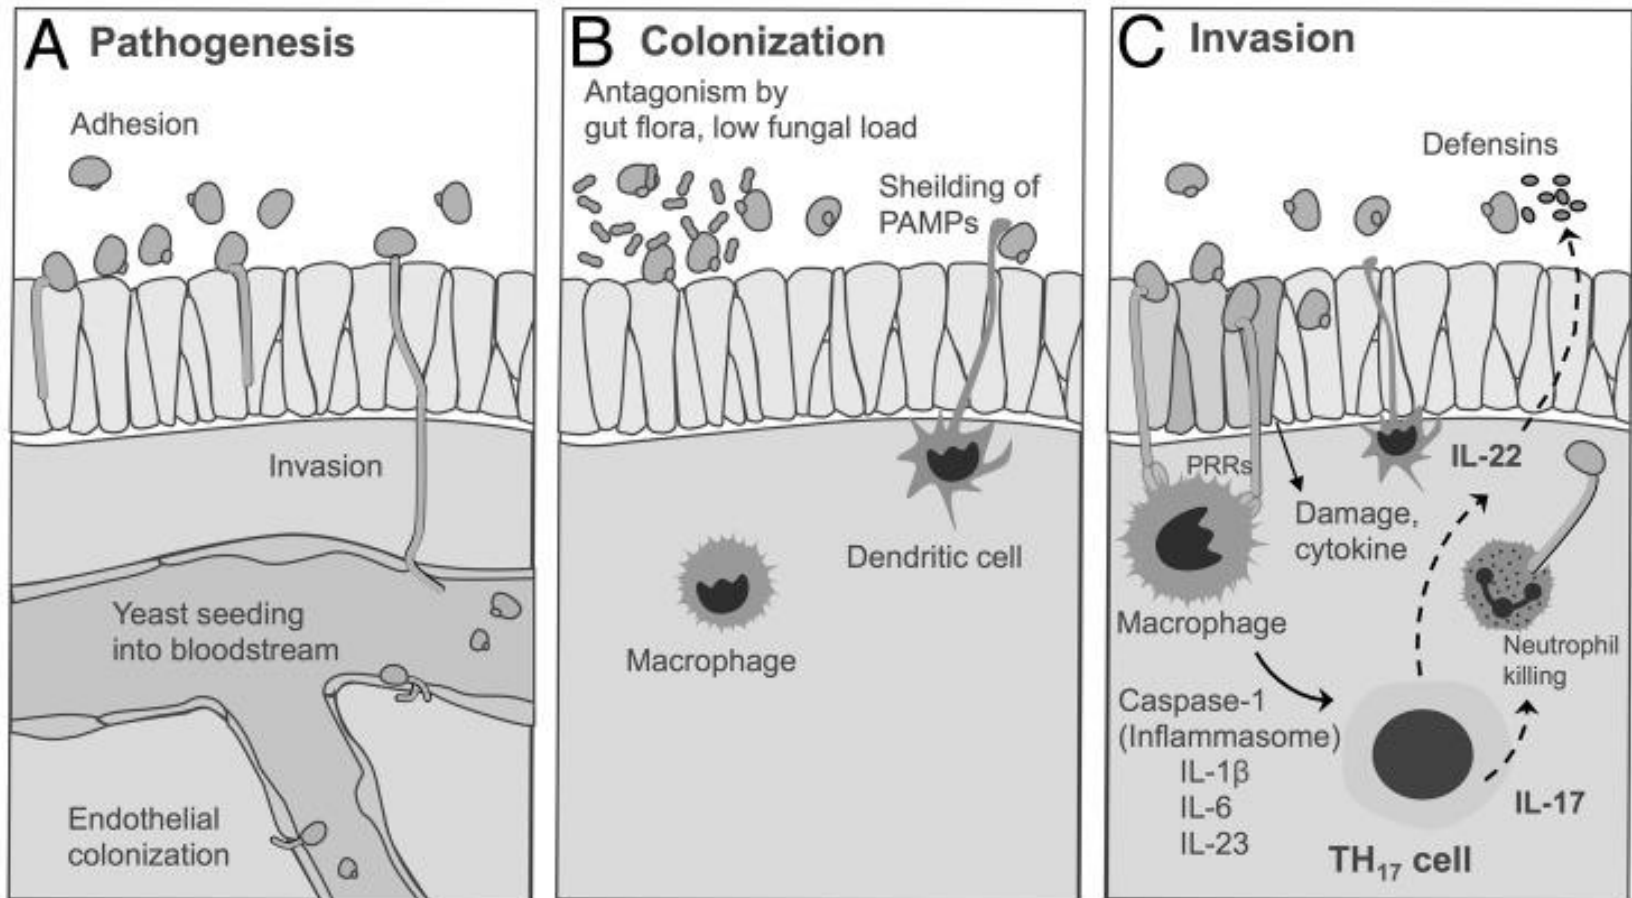 A Pathogenesis
Adhesion
Invasion
Yeast seeding
into bloodstream
Endothelial
colonization
B Colonization
Antagonism by
gut flora, low fungal load
Sheilding of
PAMPs
Dendritic cell
Macrophage
C Invasion
Defensins
PRRs
IL-22
Damage,
cytokine
Macrophage
Neutrophil
killing
Caspase-1
(Inflammasome)
IL-1β
IL-6
IL-23
IL-17
TH17 cell